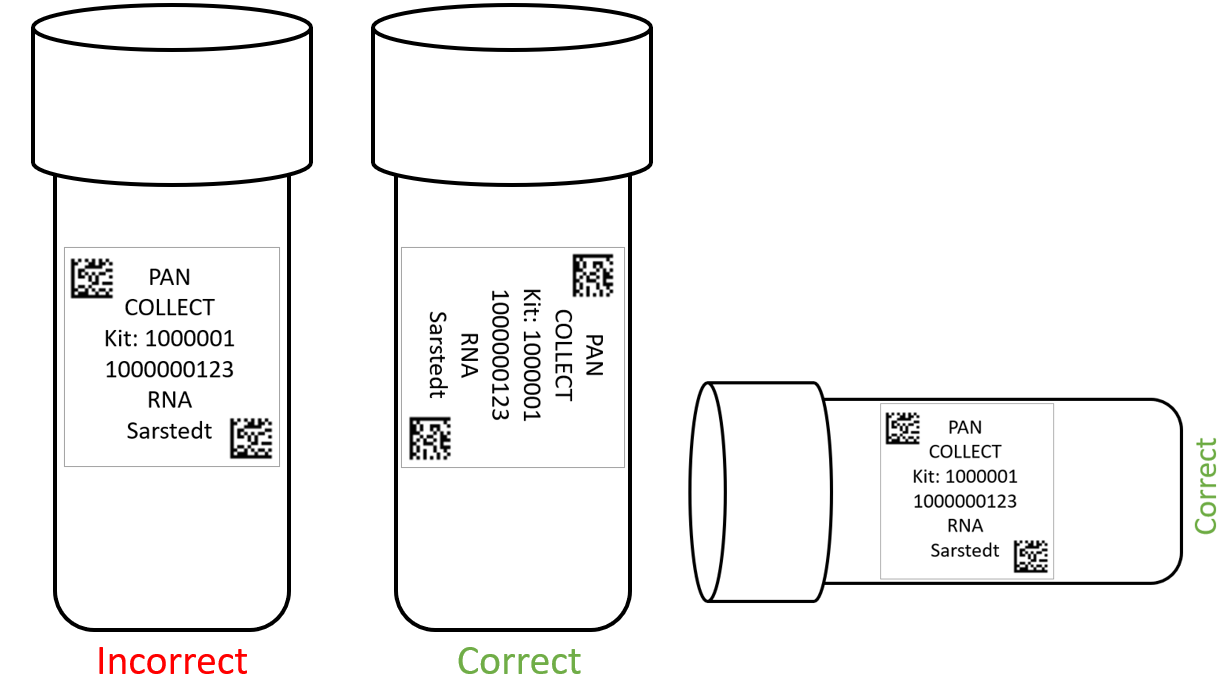 PAN
COLLECT
Kit: 1000001
1000000123
RNA
Sarstedt
Incorrect
PAN
COLLECT
Kit: 1000001
1000000123
RNA
Sarstedt
Correct
PAN
COLLECT
Kit: 1000001
1000000123
RNA
Sarstedt
Correct